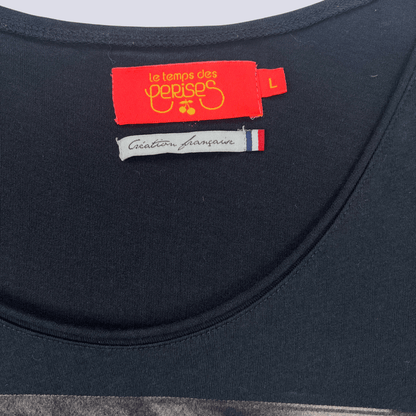 le temps des
cerises
L
Création française